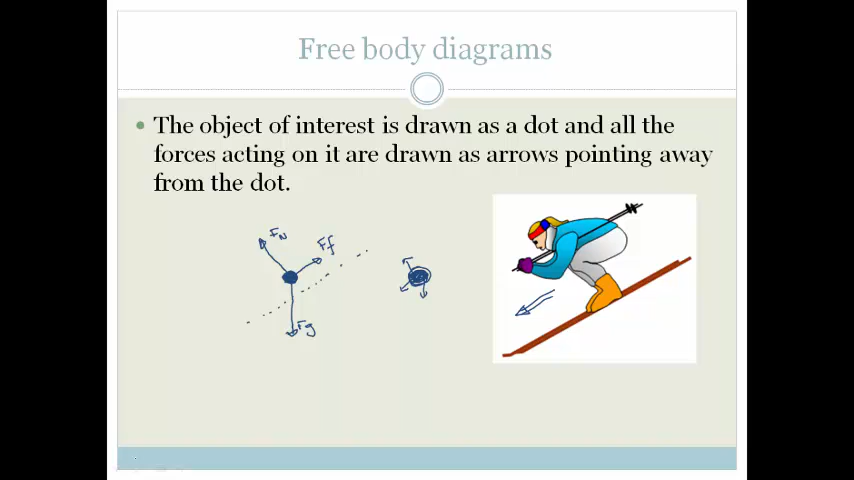 Free body diagrams
The object of interest is drawn as a dot and all the
forces acting on it are drawn as arrows pointing away
from the dot.
FN
Ff
Fg